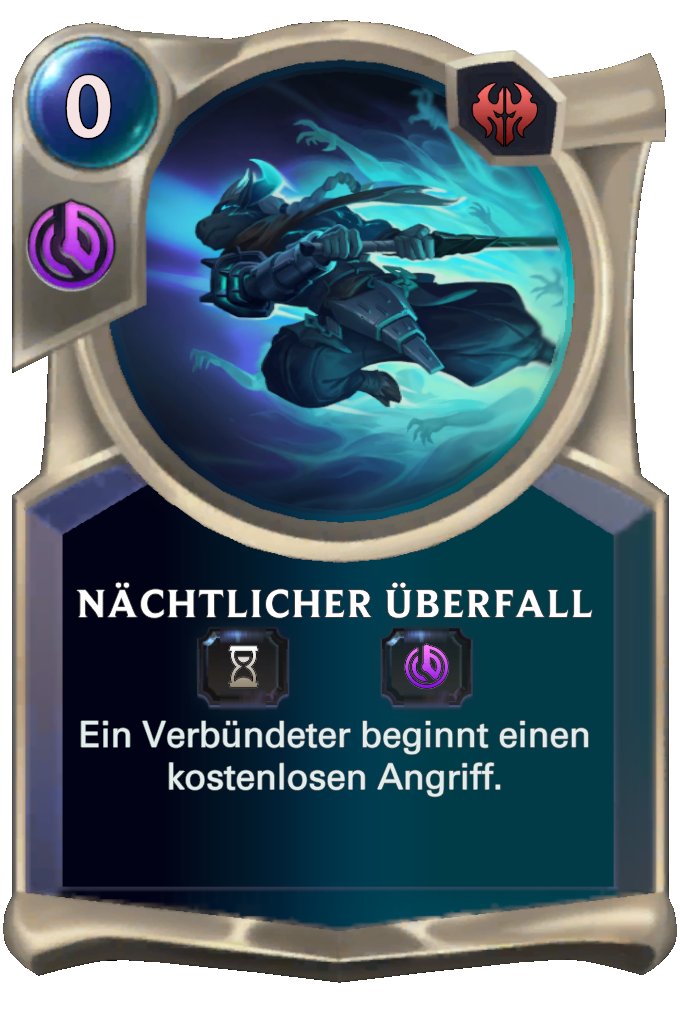 0
NÄCHTLICHER ÜBERFALL
Ein Verbündeter beginnt einen
kostenlosen Angriff.